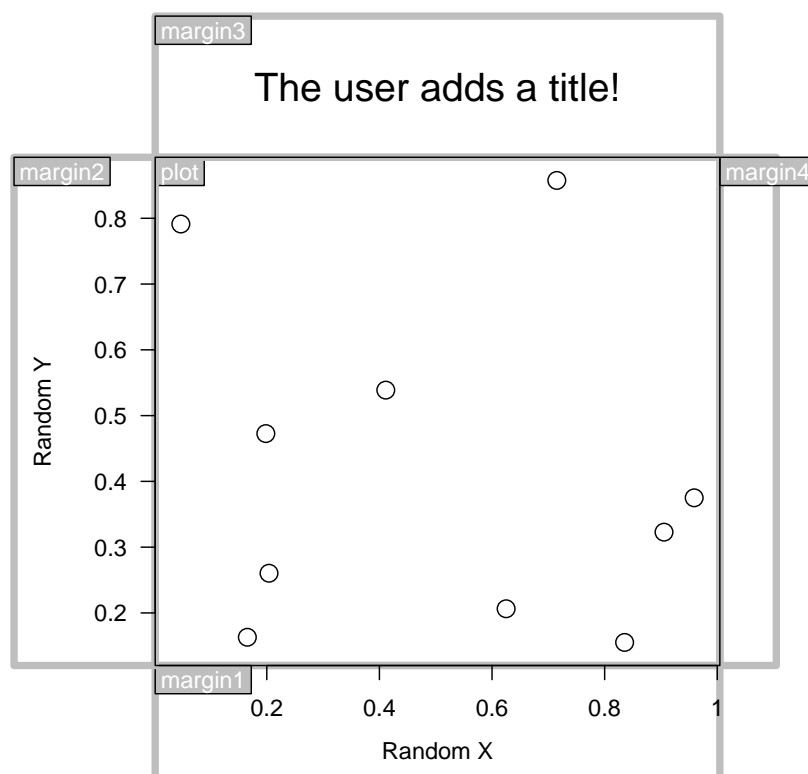 margin3
The user adds a title!
margin2
plot
margin4
0.8
0.7
0.6
0.5
0.4
0.3
0.2
Random Y
margin1
0.2 0.4 0.6 0.8 1
Random X